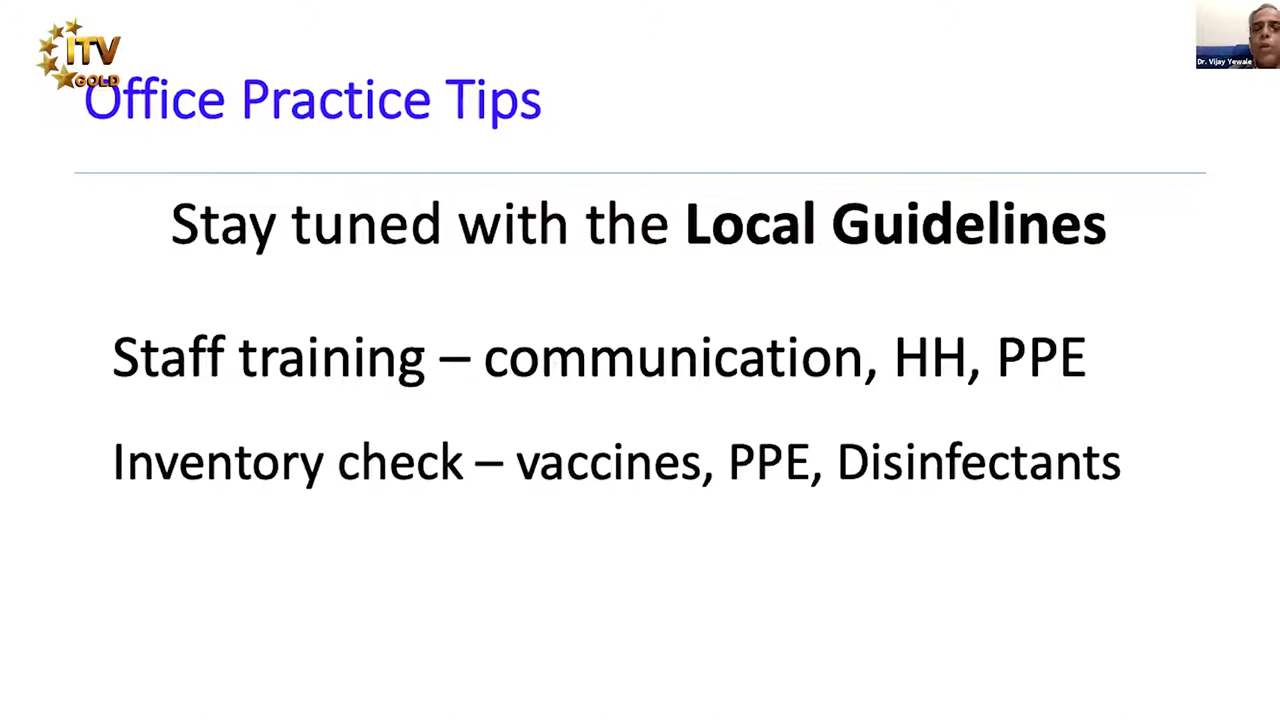 ITV
GOLD
Dr. Vijay Yewale
Office Practice Tips
Stay tuned with the Local Guidelines
Staff training – communication, HH, PPE
Inventory check – vaccines, PPE, Disinfectants